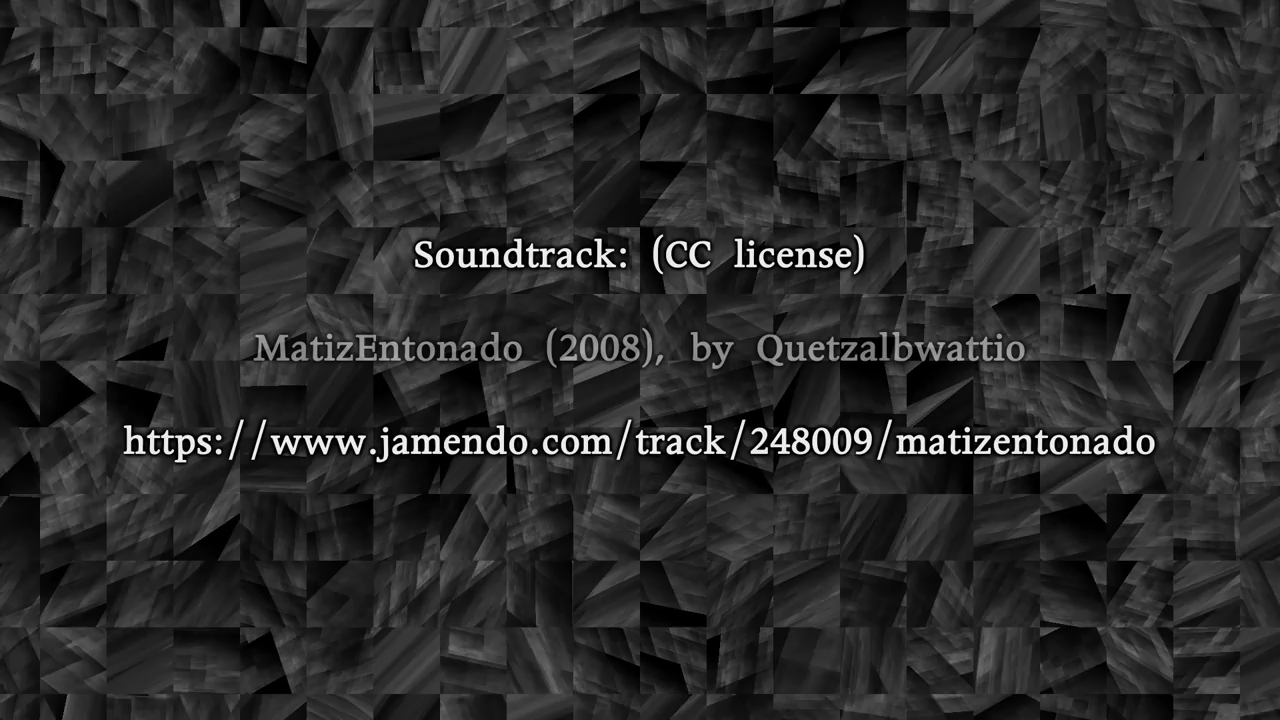 Soundtrack: (CC license)
MatizEntonado (2008), by Quetzalbwattio
https://www.jamendo.com/track/248009/matizentonado